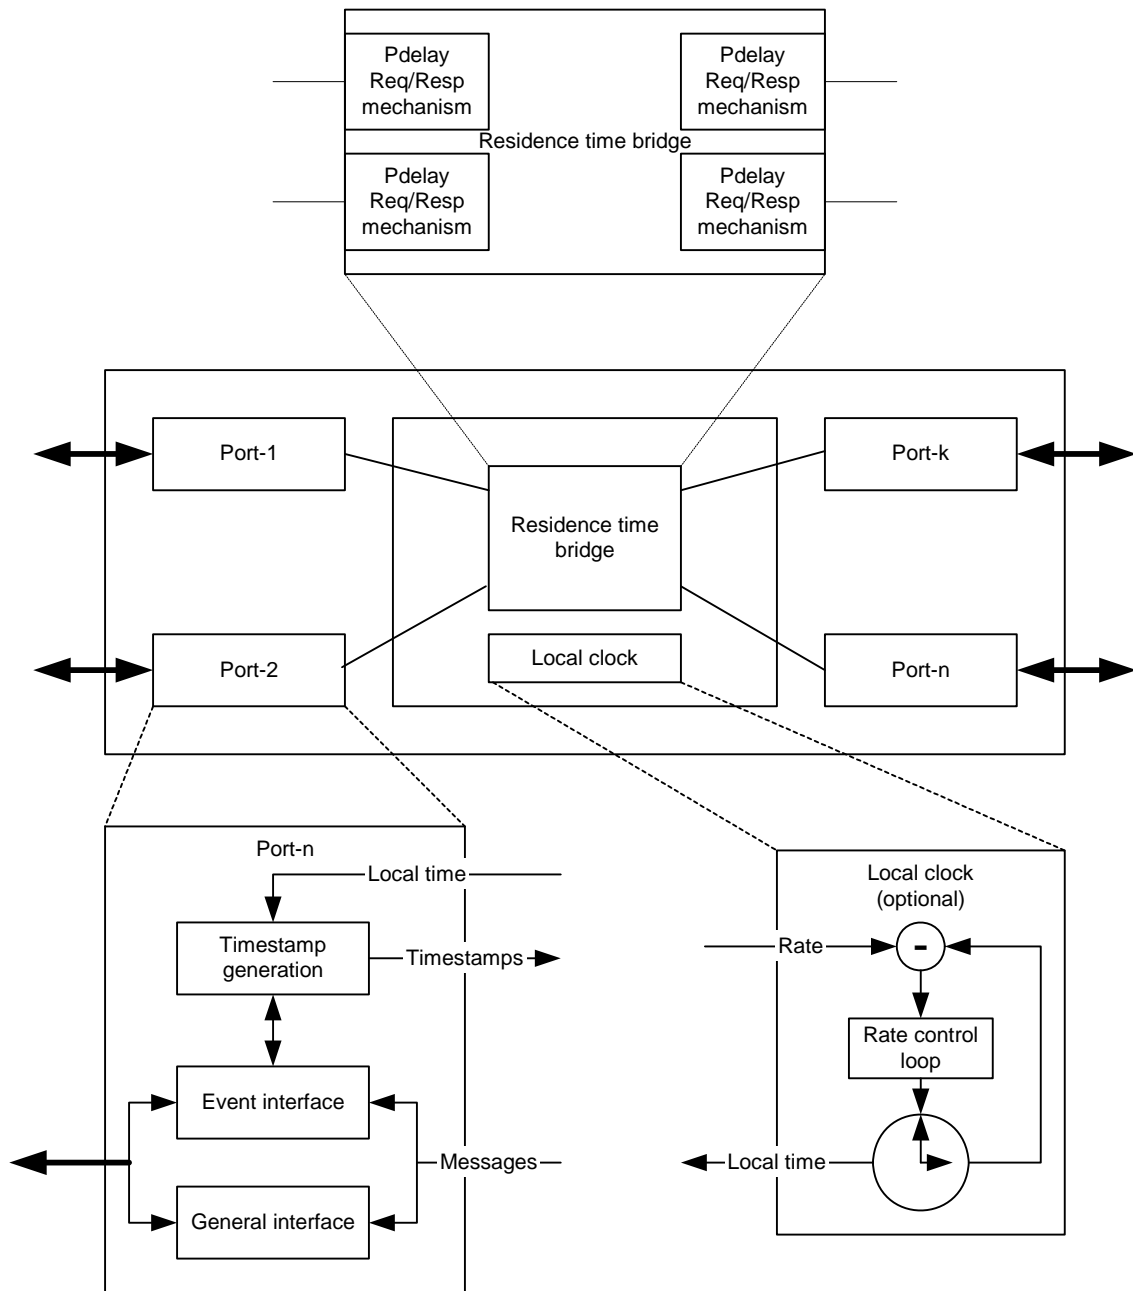 Pdelay
Req/Resp
mechanism
Pdelay
Req/Resp
mechanism
Residence time bridge
Pdelay
Req/Resp
mechanism
Pdelay
Req/Resp
mechanism
Port-1
Port-k
Residence time
bridge
Port-2
Local clock
Port-n
Port-n
Local time
Timestamp
generation
Timestamps
Event interface
Messages
General interface
Local clock
(optional)
Rate
-
Rate control
loop
Local time